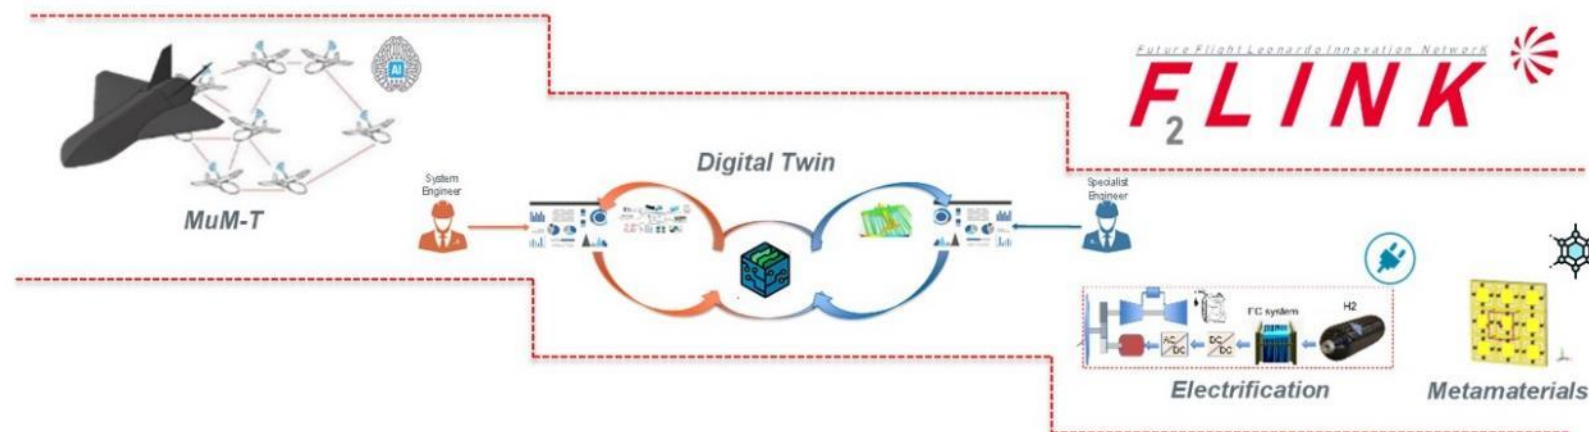 AI
MuM-T
System
Engineer
Digital Twin
Future Flight Leonardo Innovation Network
F2LINK
Specialist
Engineer
AC
DC
DC
DC
FC system
H2
Electrification
Metamaterials